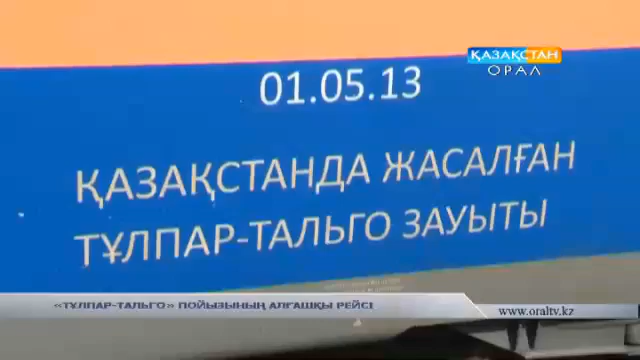 ҚАЗАҚСТАН
ОРАЛ
01.05.13
ҚАЗАҚСТАНДА ЖАСАЛҒАН
ТҰЛПАР-ТАЛЬГО ЗАУЫТЫ
«ТҰЛПАР-ТАЛЬГО» ПОЙЫЗЫНЫҢ АЛҒАШҚЫ РЕЙСІ
www.oraltv.kz